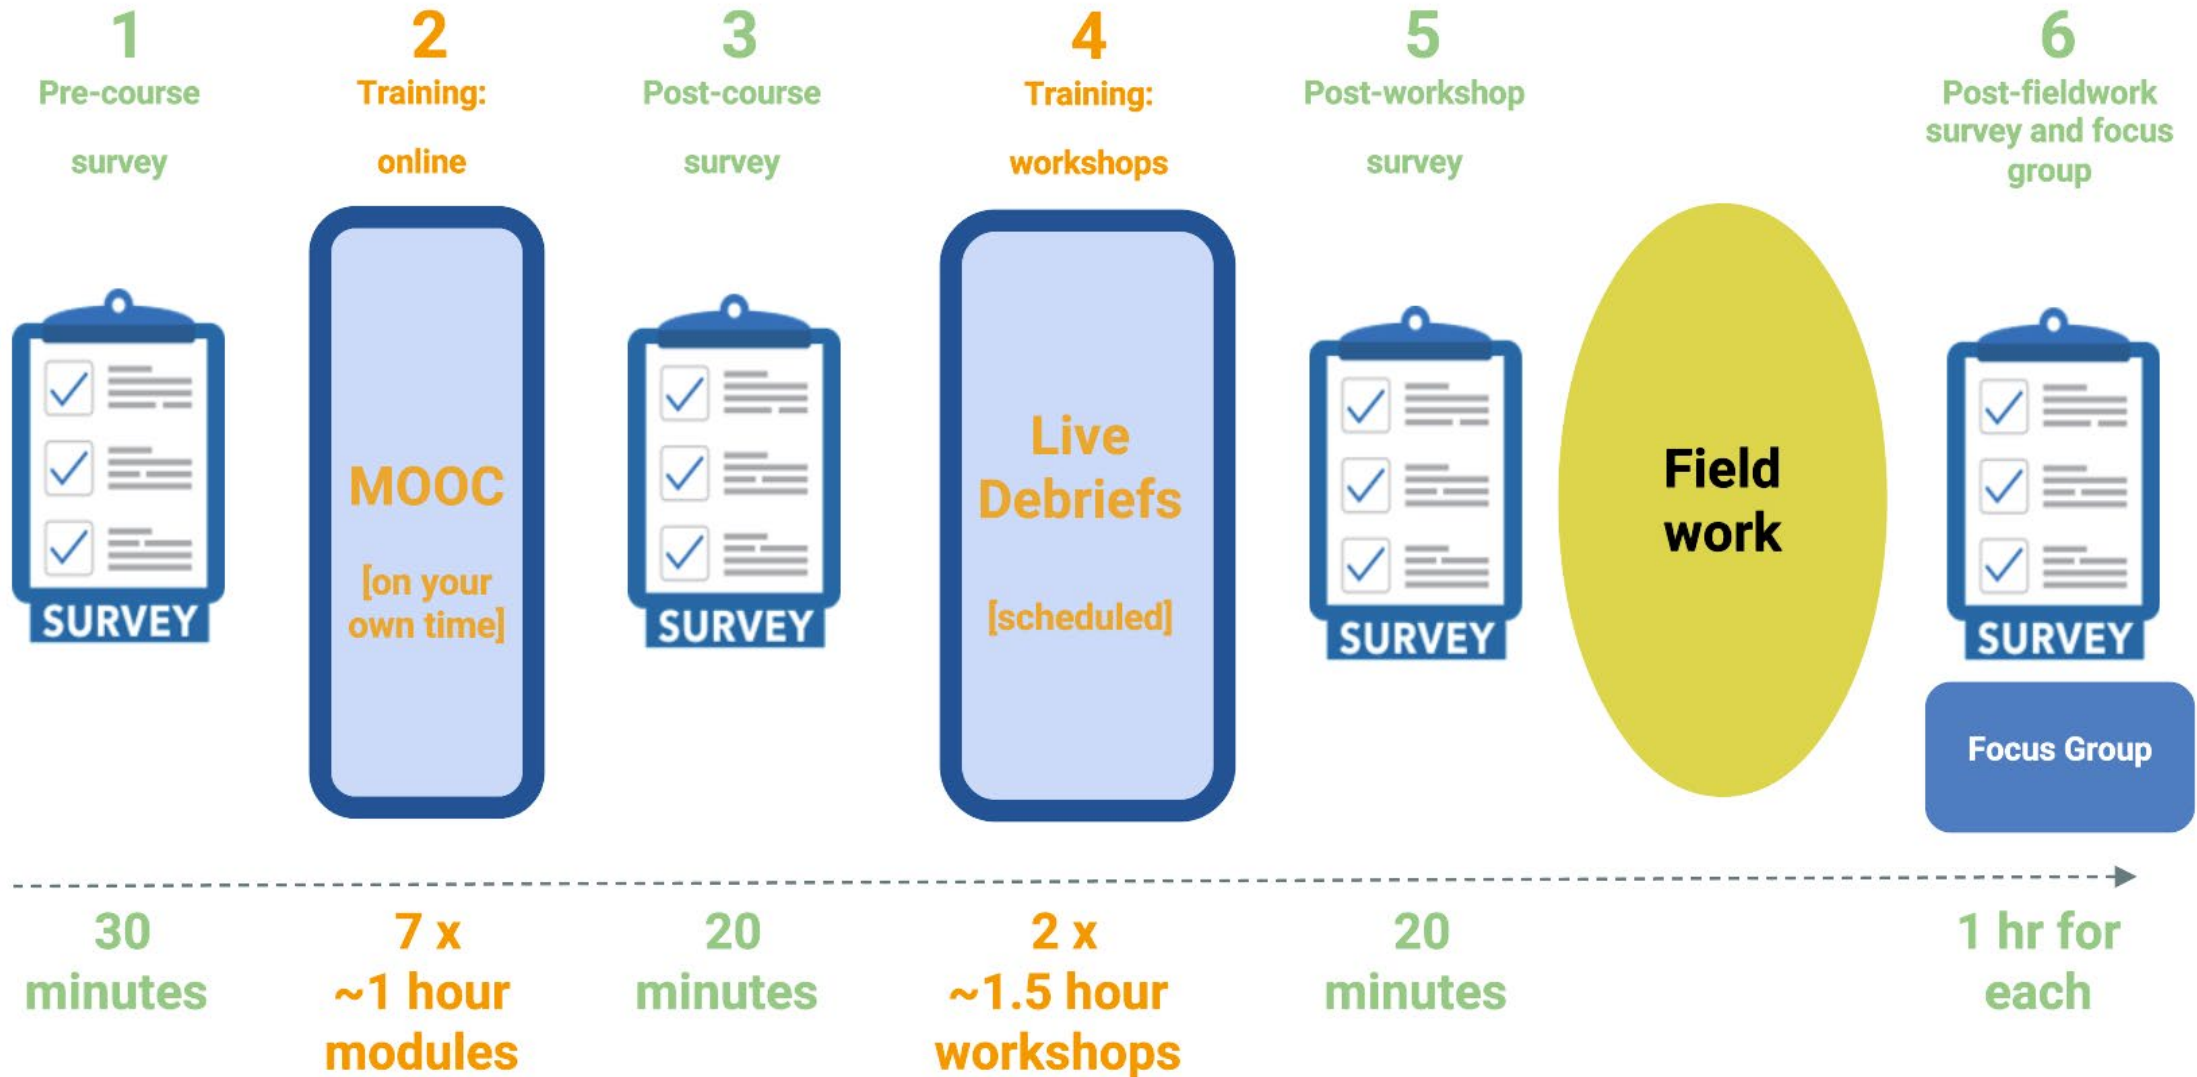 1
Pre-course
survey
2
Training:
online
3
Post-course
survey
4
Training:
workshops
5
Post-workshop
survey
6
Post-fieldwork
survey and focus
group
SURVEY
MOOC
[on your
own time]
SURVEY
Live
Debriefs
[scheduled]
SURVEY
Field
work
SURVEY
Focus Group
30
minutes
7 x
~1 hour
modules
20
minutes
2 x
~1.5 hour
workshops
20
minutes
1 hr for
each